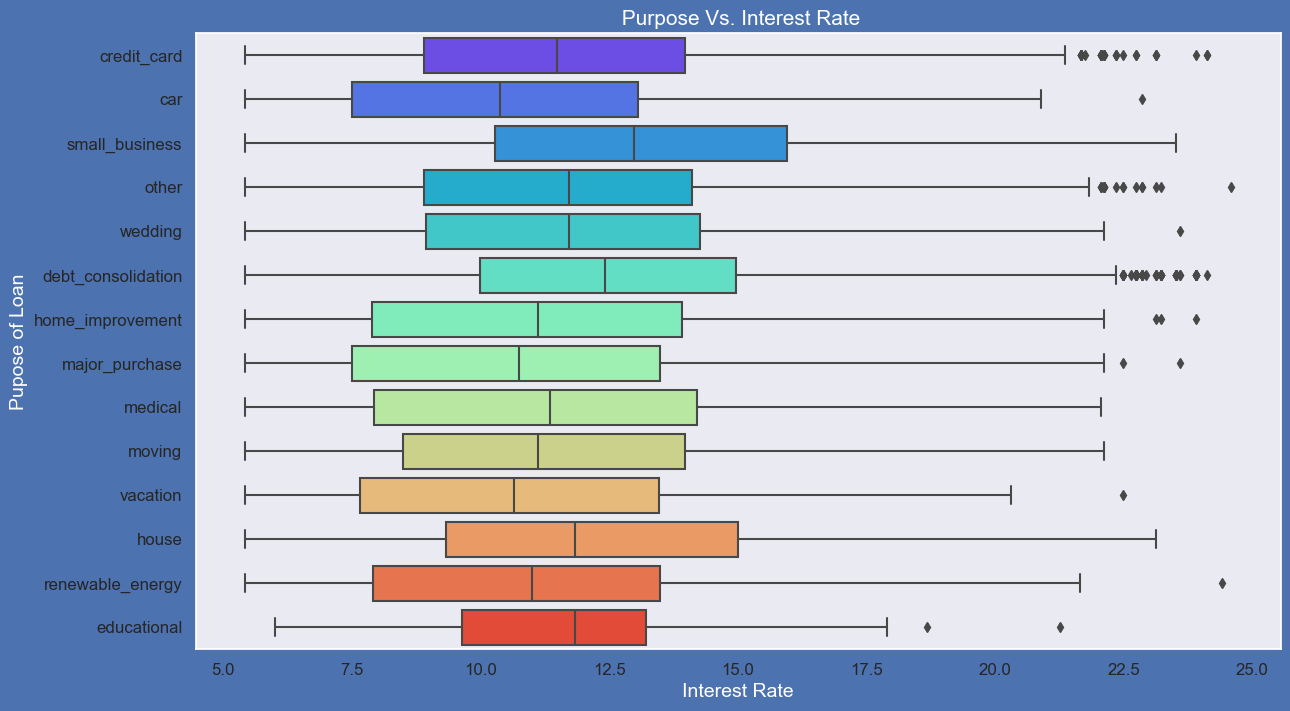 Purpose Vs. Interest Rate
Pupose of Loan
credit_card
car
small_business
other
wedding
debt_consolidation
home_improvement
major_purchase
medical
moving
vacation
house
renewable_energy
educational
5.0 7.5 10.0 12.5 15.0 17.5 20.0 22.5 25.0
Interest Rate